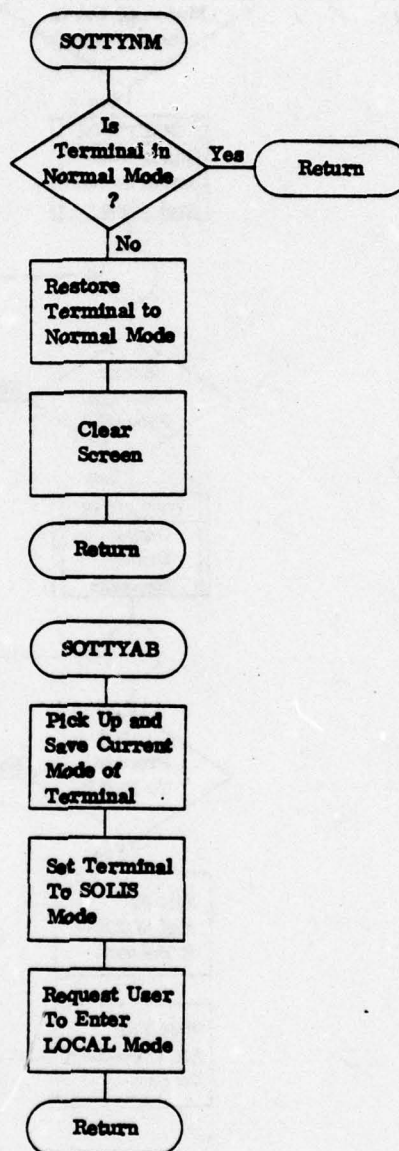 SOTTYNM
Is
Terminal in
Normal Mode
?
Yes
Return
No
Restore
Terminal to
Normal Mode
Clear
Screen
Return
SOTTYAB
Pick Up and
Save Current
Mode of
Terminal
Set Terminal
To SOLIS
Mode
Request User
To Enter
LOCAL Mode
Return